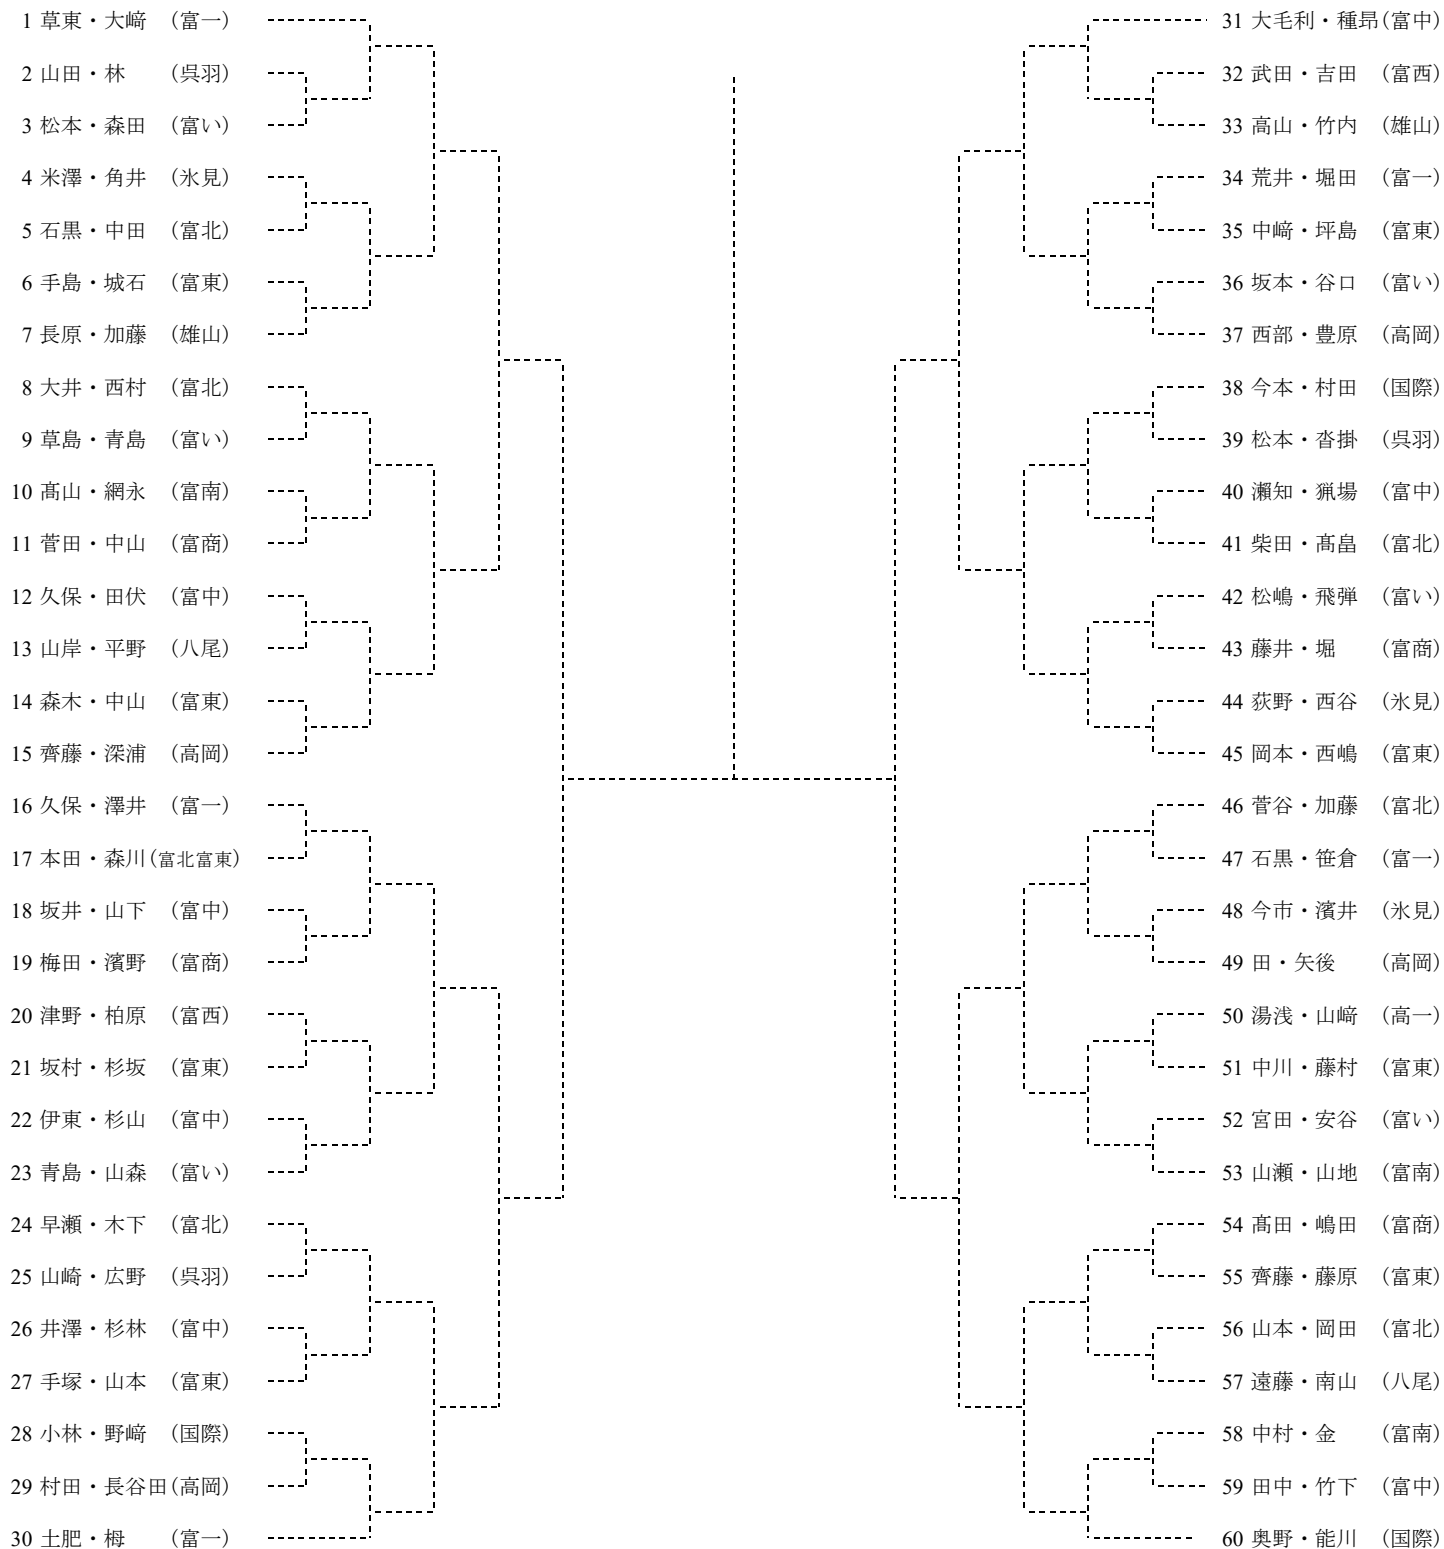 1 草東・大﨑 （富一）
2 山田・林 （呉羽）
3 松本・森田 （富い）
4 米澤・角井 （氷見）
5 石黒・中田 （富北）
6 手島・城石 （富東）
7 長原・加藤 （雄山）
8 大井・西村 （富北）
9 草島・青島 （富い）
10 髙山・網永 （富南）
11 菅田・中山 （富商）
12 久保・田伏 （富中）
13 山岸・平野 （八尾）
14 森木・中山 （富東）
15 齊藤・深浦 （高岡）
16 久保・澤井 （富一）
17 本田・森川(富北富東)
18 坂井・山下 （富中）
19 梅田・濱野 （富商）
20 津野・柏原 （富西）
21 坂村・杉坂 （富東）
22 伊東・杉山 （富中）
23 青島・山森 （富い）
24 早瀬・木下 （富北）
25 山崎・広野 （呉羽）
26 井澤・杉林 （富中）
27 手塚・山本 （富東）
28 小林・野﨑 （国際）
29 村田・長谷田(高岡)
30 土肥・栂 （富一）
31 大毛利・種昻(富中)
32 武田・吉田 （富西）
33 高山・竹内 （雄山）
34 荒井・堀田 （富一）
35 中﨑・坪島 （富東）
36 坂本・谷口 （富い）
37 西部・豊原 （高岡）
38 今本・村田 （国際）
39 松本・沓掛 （呉羽）
40 瀬知・猟場 （富中）
41 柴田・髙畠 （富北）
42 松嶋・飛弾 （富い）
43 藤井・堀 （富商）
44 荻野・西谷 （氷見）
45 岡本・西嶋 （富東）
46 菅谷・加藤 （富北）
47 石黒・笹倉 （富一）
48 今市・濱井 （氷見）
49 田・矢後 （高岡）
50 湯浅・山﨑 （高一）
51 中川・藤村 （富東）
52 宮田・安谷 （富い）
53 山瀬・山地 （富南）
54 髙田・嶋田 （富商）
55 齊藤・藤原 （富東）
56 山本・岡田 （富北）
57 遠藤・南山 （八尾）
58 中村・金 （富南）
59 田中・竹下 （富中）
60 奥野・能川 （国際）